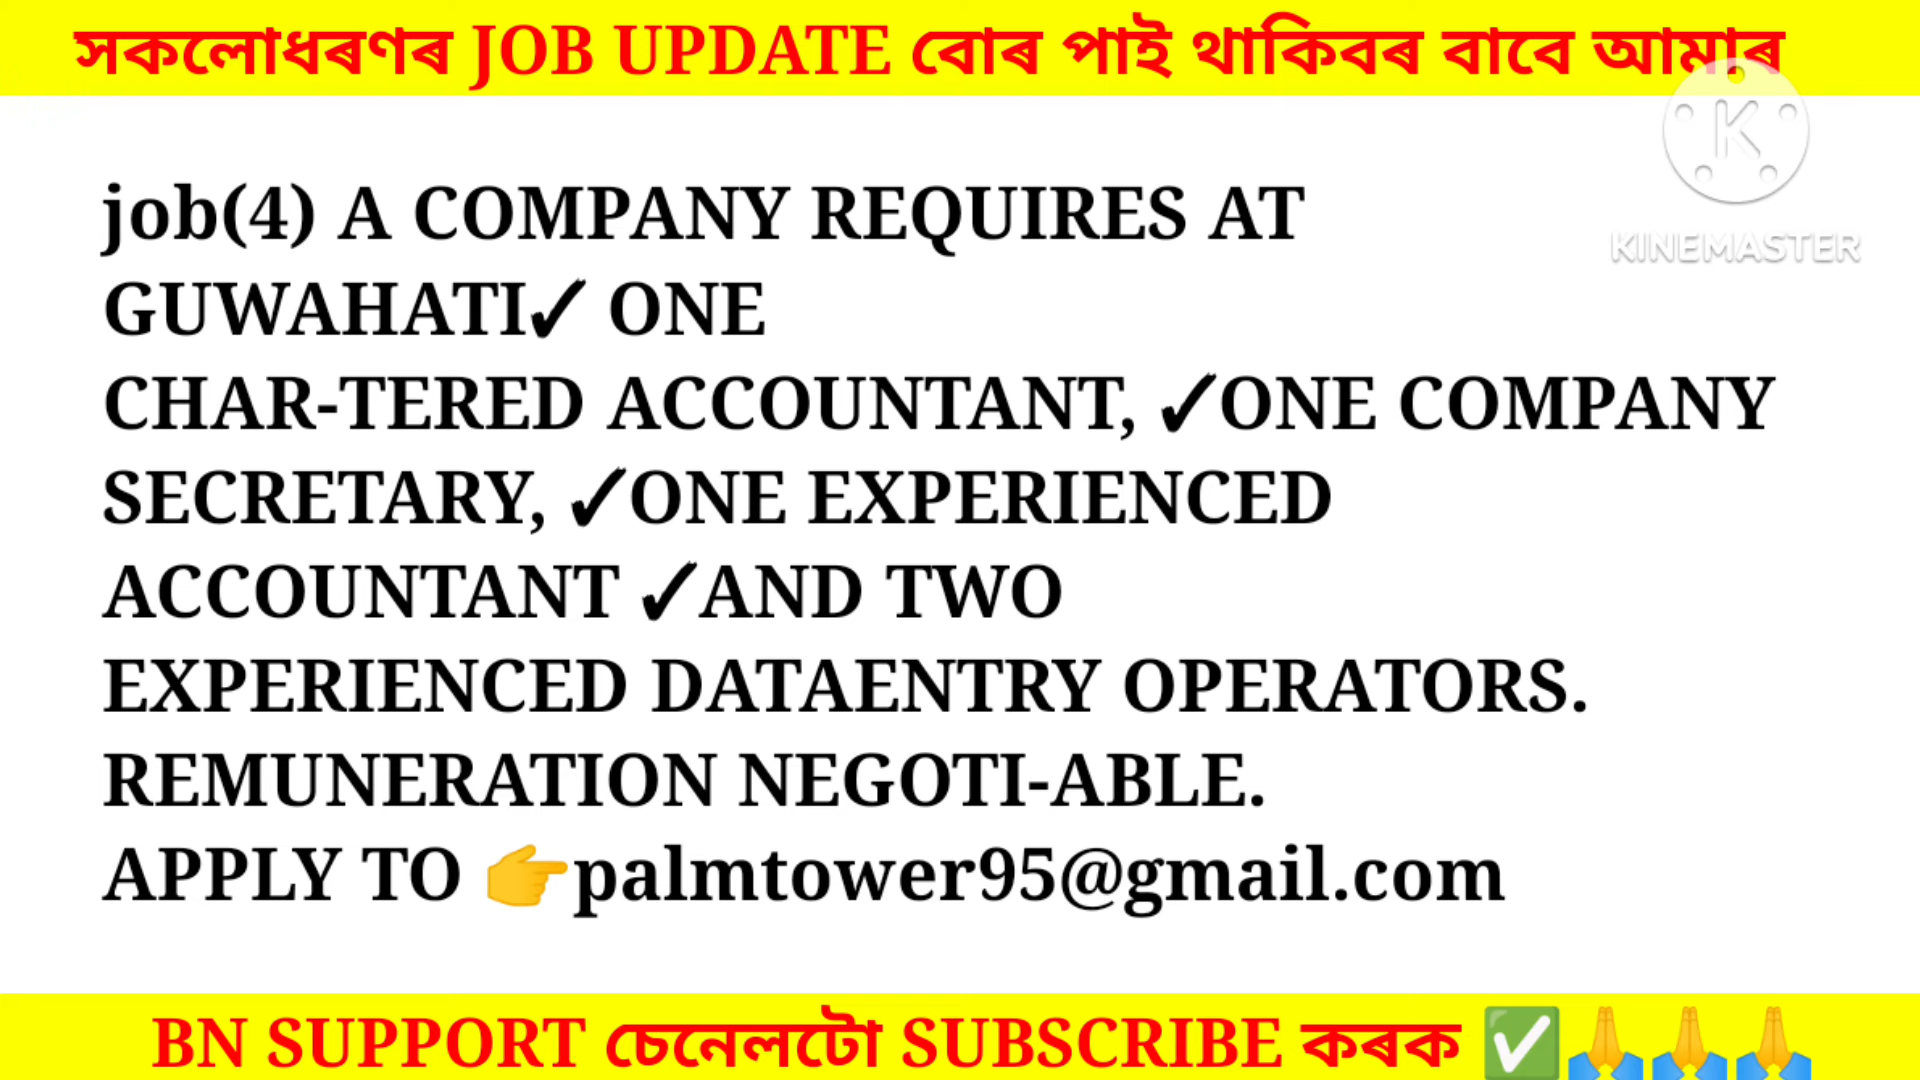 সকলোধৰণৰ JOB UPDATE বোৰ পাই থাকিবৰ বাবে আমাৰ
KINEMASTER
job(4) A COMPANY REQUIRES AT
GUWAHATI✓ ONE
CHAR-TERED ACCOUNTANT, ✓ONE COMPANY
SECRETARY, ✓ONE EXPERIENCED
ACCOUNTANT ✓AND TWO
EXPERIENCED DATAENTRY OPERATORS.
REMUNERATION NEGOTI-ABLE.
APPLY TO 👉palmtower95@gmail.com
BN SUPPORT চেনেলটো SUBSCRIBE কৰক ✅🙏🙏🙏